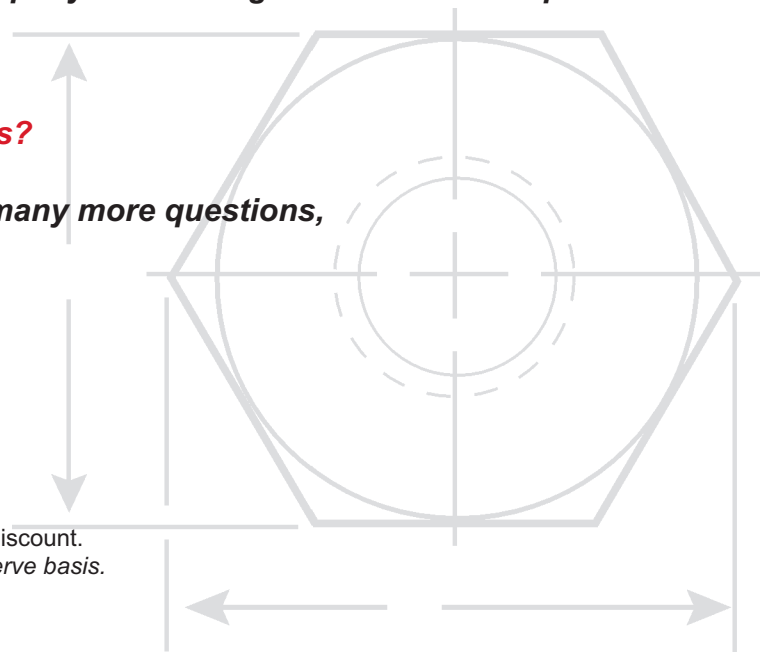 s?
many more questions,
iscount.
erve basis.